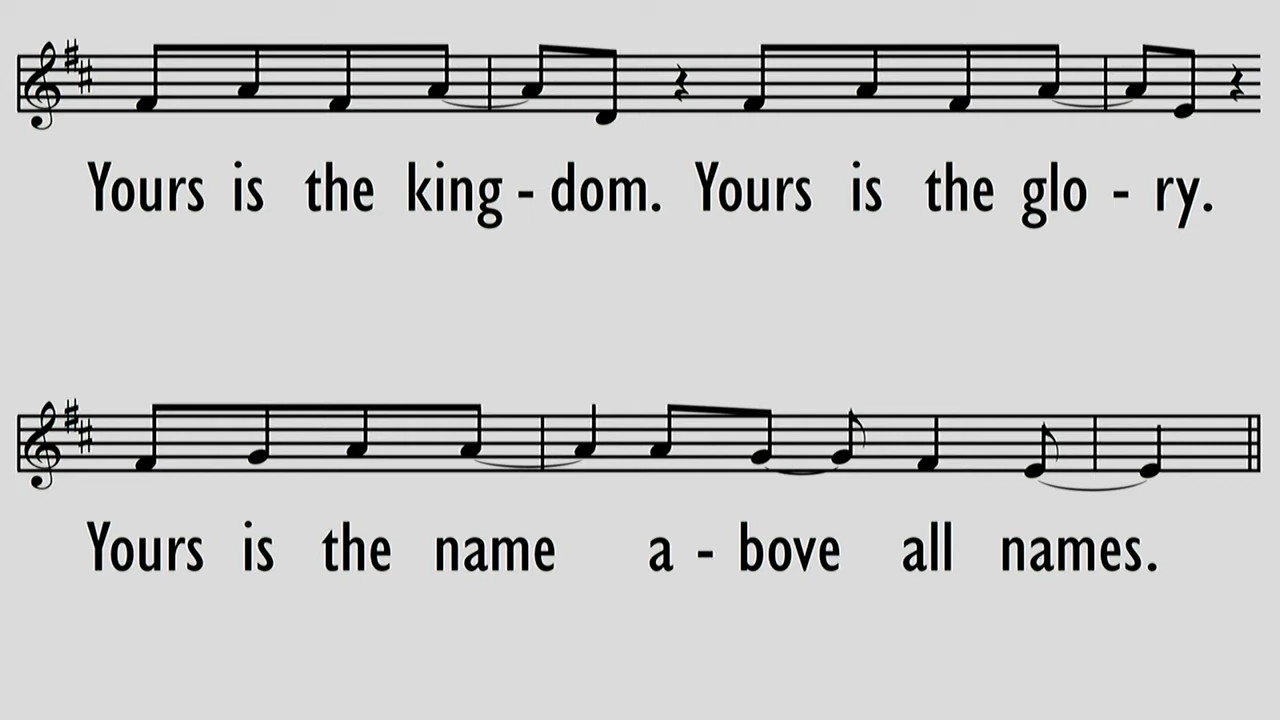 Yours is the king - dom. Yours is the glo - ry.
Yours is the name a - bove all names.